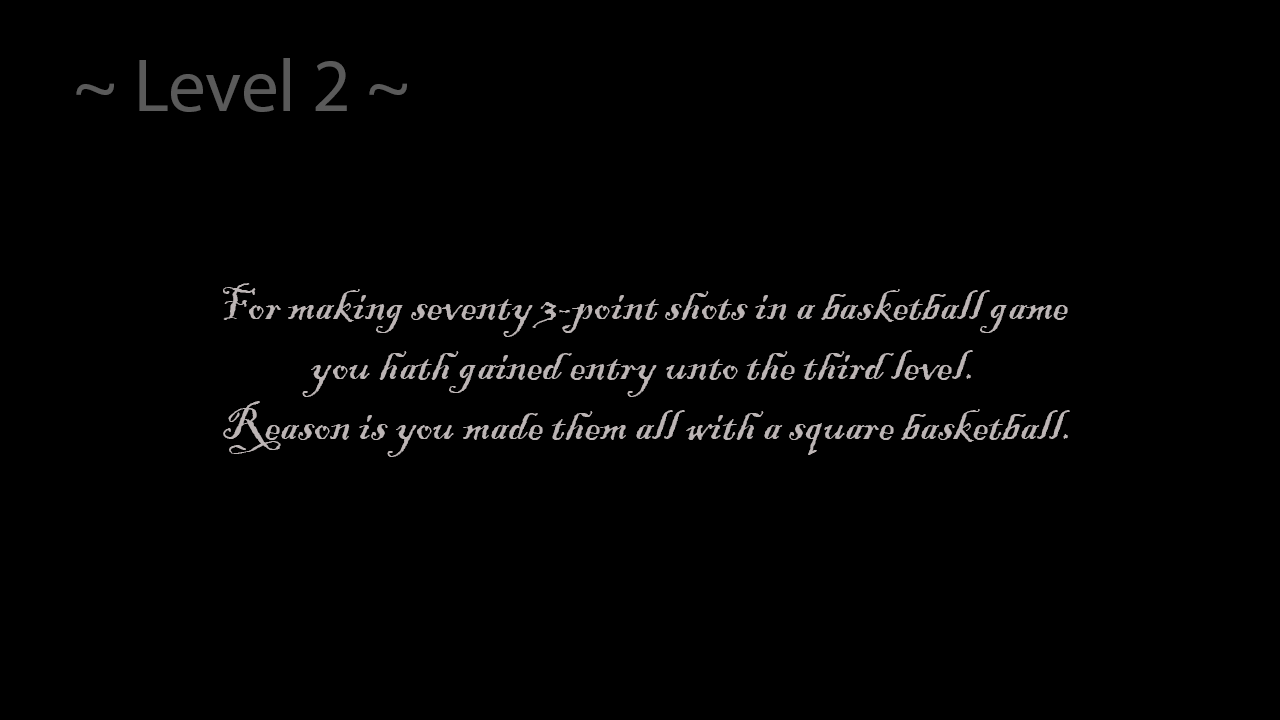 ~ Level 2 ~
For making seventy 3-point shots in a basketball game
you hath gained entry unto the third level.
Reason is you made them all with a square basketball.